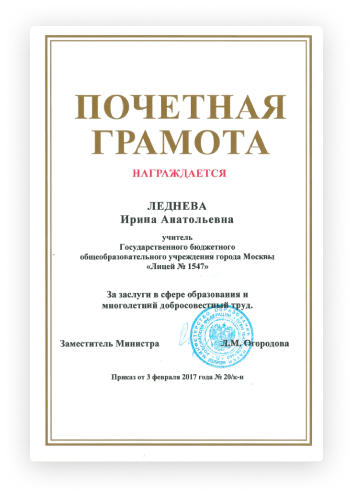 ПОЧЕТНАЯ
ГРАМОТА
НАГРАЖДАЕТСЯ
ЛЕДНЕВА
Ирина Анатольевна
учитель
Государственного бюджетного
общеобразовательного учреждения города Москвы
«Лицей № 1547»
За заслуги в сфере образования и
многолетний добросовестный труд.
Заместитель Министра Л.М. Огородова
Приказ от 3 февраля 2017 года № 20/к-н